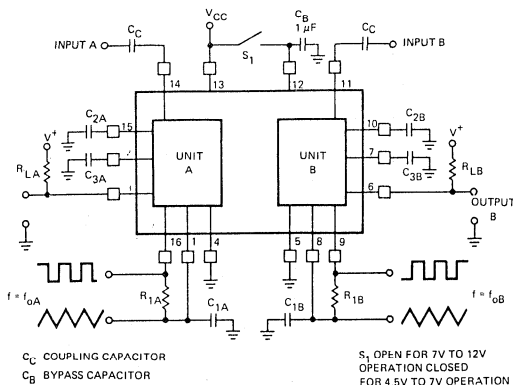 INPUT A
C_C
V_CC
S_1
C_B
1 μF
C_C
INPUT B
14
13
12
11
V+
R_LA
C_2A
15
C_3A
UNIT
A
UNIT
B
10
7
6
C_2B
C_3B
V+
R_LB
OUTPUT
B
16
1
4
5
8
9
f = f_oA
R_1A
C_1A
C_1B
R_1B
f = f_oB
C_C COUPLING CAPACITOR
C_B BYPASS CAPACITOR
S_1 OPEN FOR 7V TO 12V
OPERATION CLOSED
FOR 4.5V TO 7V OPERATION